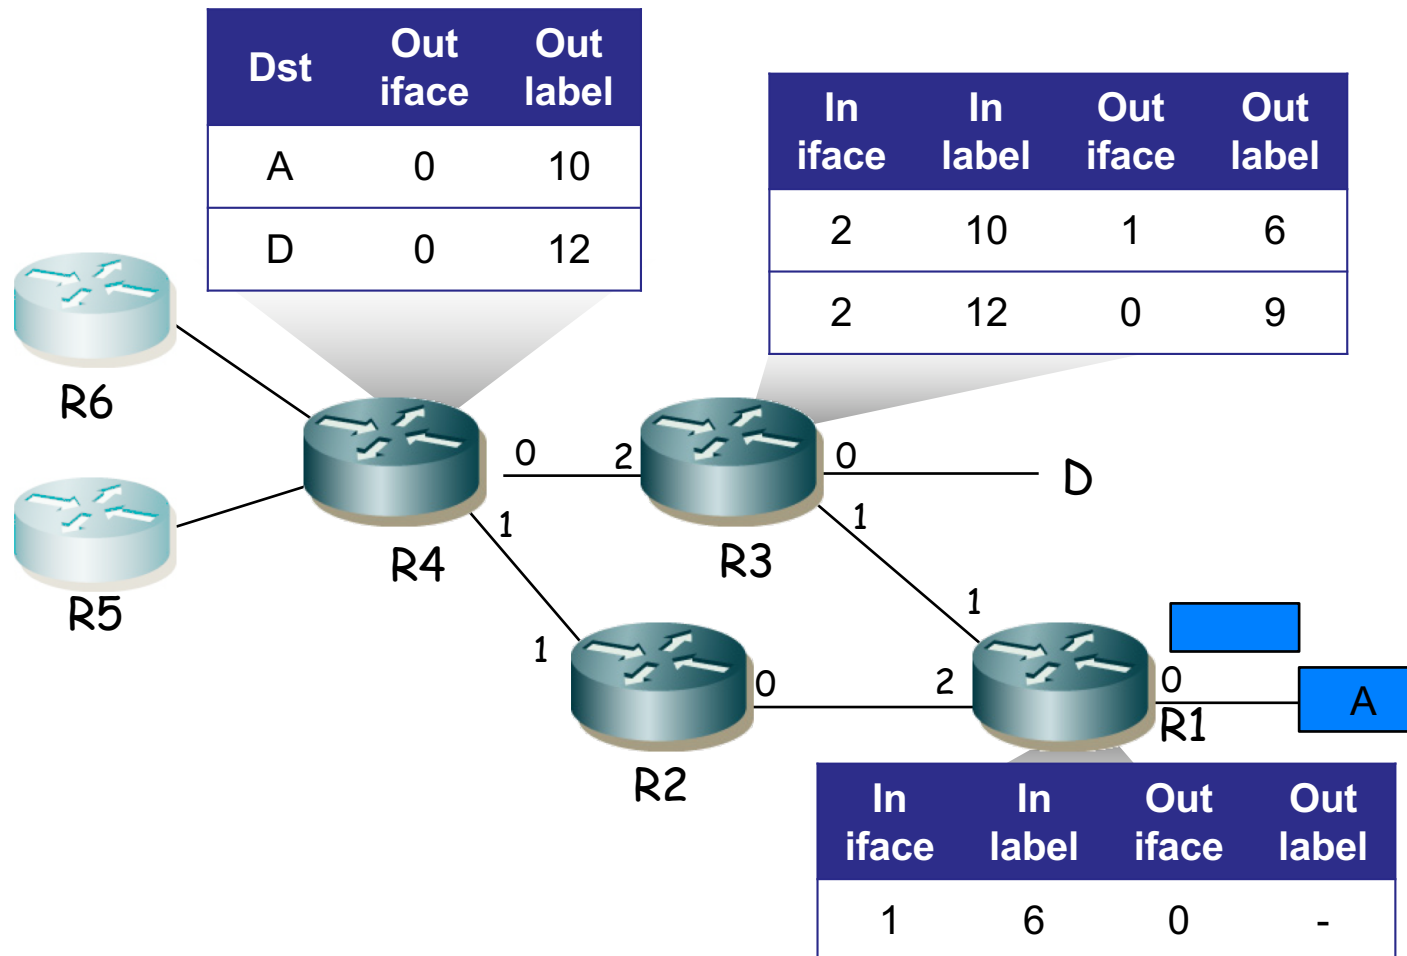 Dst Out iface Out label
A 0 10
D 0 12
In iface In label Out iface Out label
2 10 1 6
2 12 0 9
R6
R5
R4
0
1
2
0
1
R3
D
1
0
R2
1
2
0
R1
A
In iface In label Out iface Out label
1 6 0 -